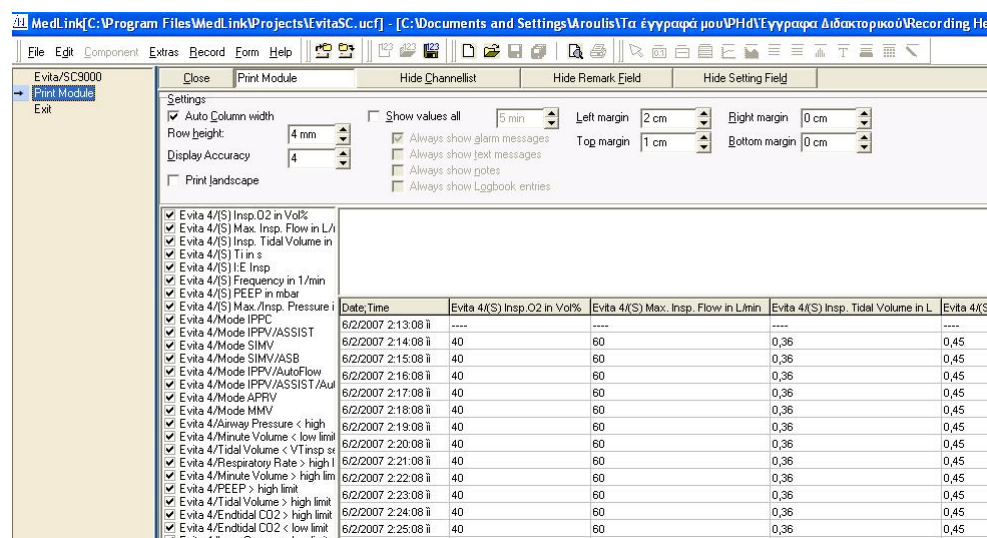 MedLink[C:\Program Files\MedLink\Projects\EvitaSC.ucf] - [C:\Documents and Settings\Aroulis\Τα έγγραφά μου\PHd\Έγγραφα Διδακτορικού\Recording He
File Edit Component Extras Record Form Help
Evita/SC9000
Print Module
Exit
Close Print Module Hide Channellist Hide Remark Field Hide Setting Field
Settings
Auto Column width Show values all 5 min Left margin 2 cm Right margin 0 cm
Row height: 4 mm Always show alarm messages Top margin 1 cm Bottom margin 0 cm
Display Accuracy 4 Always show text messages
Always show notes
Print landscape Always show Logbook entries
Evita 4/(S) Insp.O2 in Vol%
Evita 4/(S) Max. Insp. Flow in L/
Evita 4/(S) Insp. Tidal Volume in
Evita 4/(S) Ti in s
Evita 4/(S) I:E Insp
Evita 4/(S) Frequency in 1/min
Evita 4/(S) PEEP in mbar
Evita 4/(S) Max./Insp. Pressure i
Evita 4/Mode IPPC
Evita 4/Mode IPPV/ASSIST
Evita 4/Mode SIMV
Evita 4/Mode SIMV/ASB
Evita 4/Mode IPPV/AutoFlow
Evita 4/Mode IPPV/ASSIST/Au
Evita 4/Mode APRV
Evita 4/Mode MMV
Evita 4/Airway Pressure < high
Evita 4/Minute Volume < low limi
Evita 4/Tidal Volume < VTinsp se
Evita 4/Respiratory Rate > high l
Evita 4/Minute Volume > high lim
Evita 4/PEEP > high limit
Evita 4/Tidal Volume > high limit
Evita 4/Endtidal CO2 > high limit
Evita 4/Endtidal CO2 < low limit
Date;Time Evita 4/(S) Insp.O2 in Vol% Evita 4/(S) Max. Insp. Flow in L/min Evita 4/(S) Insp. Tidal Volume in L Evita 4/(S
6/2/2007 2:13:08 ìì ---- ---- ---- ----
6/2/2007 2:14:08 ìì 40 60 0,36 0,45
6/2/2007 2:15:08 ìì 40 60 0,36 0,45
6/2/2007 2:16:08 ìì 40 60 0,36 0,45
6/2/2007 2:17:08 ìì 40 60 0,36 0,45
6/2/2007 2:18:08 ìì 40 60 0,36 0,45
6/2/2007 2:19:08 ìì 40 60 0,36 0,45
6/2/2007 2:20:08 ìì 40 60 0,36 0,45
6/2/2007 2:21:08 ìì 40 60 0,36 0,45
6/2/2007 2:22:08 ìì 40 60 0,36 0,45
6/2/2007 2:23:08 ìì 40 60 0,36 0,45
6/2/2007 2:24:08 ìì 40 60 0,36 0,45
6/2/2007 2:25:08 ìì 40 60 0,36 0,45